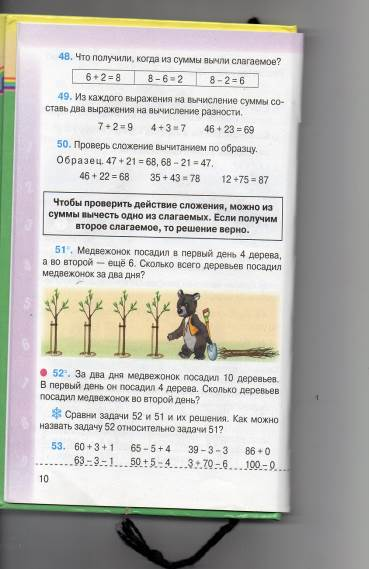 48. Что получили, когда из суммы вычли слагаемое?
6 + 2 = 8 8 – 6 = 2 8 – 2 = 6
49. Из каждого выражения на вычисление суммы со-
ставь два выражения на вычисление разности.
7 + 2 = 9 4 + 3 = 7 46 + 23 = 69
50. Проверь сложение вычитанием по образцу.
Образец. 47 + 21 = 68, 68 – 21 = 47.
46 + 22 = 68 35 + 43 = 78 12 +75 = 87
Чтобы проверить действие сложения, можно из
суммы вычесть одно из слагаемых. Если получим
второе слагаемое, то решение верно.
51°. Медвежонок посадил в первый день 4 дерева,
а во второй — ещё 6. Сколько всего деревьев посадил
медвежонок за два дня?
52°. За два дня медвежонок посадил 10 деревьев.
В первый день он посадил 4 дерева. Сколько деревьев
посадил медвежонок во второй день?
Сравни задачи 52 и 51 и их решения. Как можно
назвать задачу 52 относительно задачи 51?
53. 60 + 3 + 1 65 – 5 + 4 39 – 3 – 3 86 + 0
63 – 3 – 1 50 + 5 – 4 3 + 70 – 6 100 – 0
10